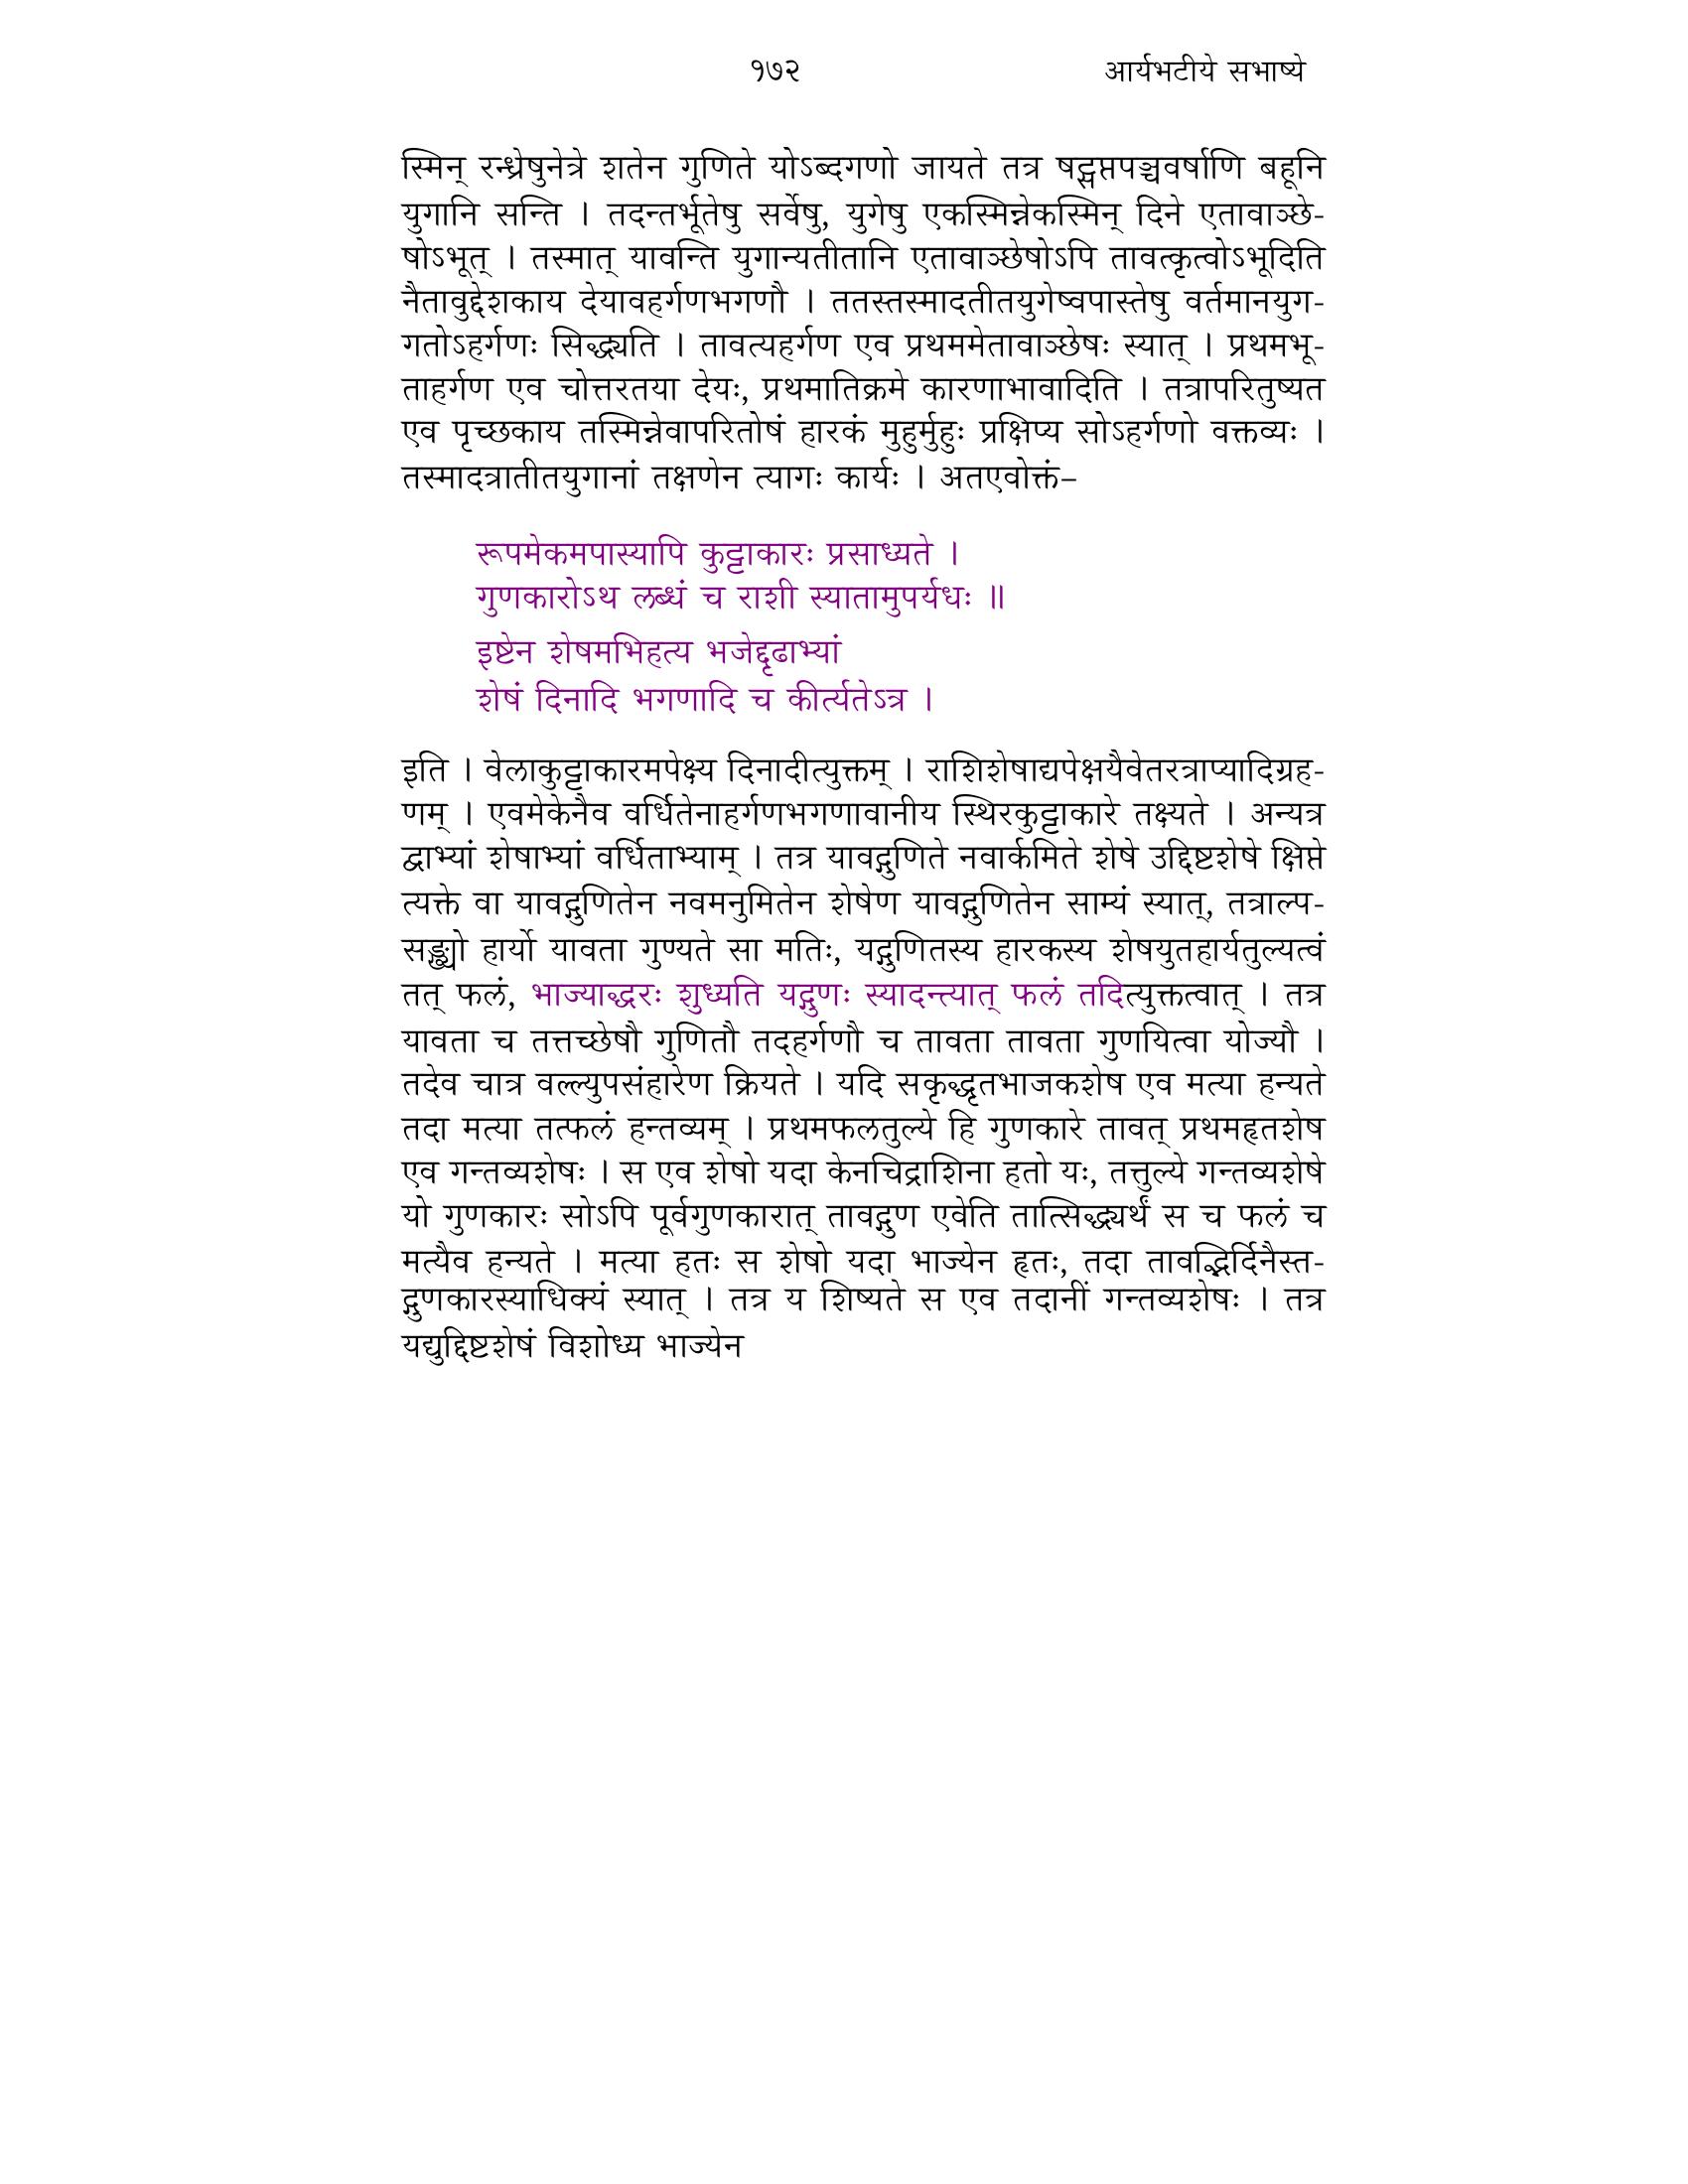 १७२ आर्यभटीये सभाष्ये
स्मिन् रन्ध्रेषुनेत्रे शतेन गुणिते योऽब्दगणो जायते तत्र षट्सप्तपञ्चवर्षाणि बहूनि
युगानि सन्ति । तदन्तर्भूतेषु सर्वेषु, युगेषु एकस्मिन्नेकस्मिन् दिने एतावाञ्छे-
षोऽभूत् । तस्मात् यावन्ति युगान्यतीतानि एतावाञ्छेषोऽपि तावत्कृत्वोऽभूदिति
नैतावुद्देशकाय देयावहर्गणभगणौ । ततस्तस्मादतीतयुगेष्वपास्तेषु वर्तमानयुग-
गतोऽहर्गणः सिद्ध्यति । तावत्यहर्गण एव प्रथममेतावाञ्छेषः स्यात् । प्रथमभू-
ताहर्गण एव चोत्तरतया देयः, प्रथमातिक्रमे कारणाभावादिति । तत्रापरितुष्यत
एव पृच्छकाय तस्मिन्नेवापरितोषं हारकं मुहुर्मुहुः प्रक्षिप्य सोऽहर्गणो वक्तव्यः ।
तस्मादत्रातीतयुगानां तक्षणेन त्यागः कार्यः । अतएवोक्तं–
रूपमेकमपास्यापि कुट्टाकारः प्रसाध्यते ।
गुणकारोऽथ लब्धं च राशी स्यातामुपर्यधः ॥
इष्टेन शेषमभिहत्य भजेद्दृढाभ्यां
शेषं दिनादि भगणादि च कीर्त्यतेऽत्र ।
इति । वेलाकुट्टाकारमपेक्ष्य दिनादीत्युक्तम् । राशिशेषाद्यपेक्षयैवेतरत्राप्यादिग्रह-
णम् । एवमेकेनैव वर्धितेनाहर्गणभगणावानीय स्थिरकुट्टाकारे तक्ष्यते । अन्यत्र
द्वाभ्यां शेषाभ्यां वर्धिताभ्याम् । तत्र यावद्गुणिते नवार्कमिते शेषे उद्दिष्टशेषे क्षिप्ते
त्यक्ते वा यावद्गुणितेन नवमनुमितेन शेषेण यावद्गुणितेन साम्यं स्यात्, तत्राल्प-
सङ्ख्यो हार्यो यावता गुण्यते सा मतिः, यद्गुणितस्य हारकस्य शेषयुतहार्यतुल्यत्वं
तत् फलं, भाज्याद्धरः शुध्यति यद्गुणः स्यादन्त्यात् फलं तदित्युक्तत्वात् । तत्र
यावता च तत्तच्छेषौ गुणितौ तदहर्गणौ च तावता तावता गुणयित्वा योज्यौ ।
तदेव चात्र वल्ल्युपसंहारेण क्रियते । यदि सकृद्धृतभाजकशेष एव मत्या हन्यते
तदा मत्या तत्फलं हन्तव्यम् । प्रथमफलतुल्ये हि गुणकारे तावत् प्रथमहृतशेष
एव गन्तव्यशेषः । स एव शेषो यदा केनचिद्राशिना हतो यः, तत्तुल्ये गन्तव्यशेषे
यो गुणकारः सोऽपि पूर्वगुणकारात् तावद्गुण एवेति तात्सिद्ध्यर्थं स च फलं च
मत्यैव हन्यते । मत्या हतः स शेषो यदा भाज्येन हृतः, तदा तावद्भिर्दिनैस्त-
द्गुणकारस्याधिक्यं स्यात् । तत्र य शिष्यते स एव तदानीं गन्तव्यशेषः । तत्र
यद्युद्दिष्टशेषं विशोध्य भाज्येन